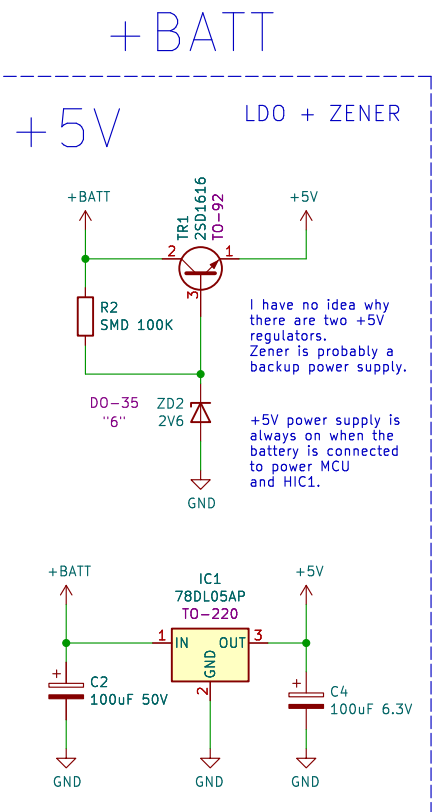 +BATT
+5V
LDO + ZENER
+BATT
+5V
TR1
2SD1616
TO-92
2
1
3
R2
SMD 100K
I have no idea why
there are two +5V
regulators.
Zener is probably a
backup power supply.
DO-35
"6"
ZD2
2V6
+5V power supply is
always on when the
battery is connected
to power MCU
and HIC1.
GND
+BATT
IC1
78DL05AP
TO-220
+5V
1
IN
OUT
3
GND
2
+
C2
100uF 50V
+
C4
100uF 6.3V
GND
GND
GND